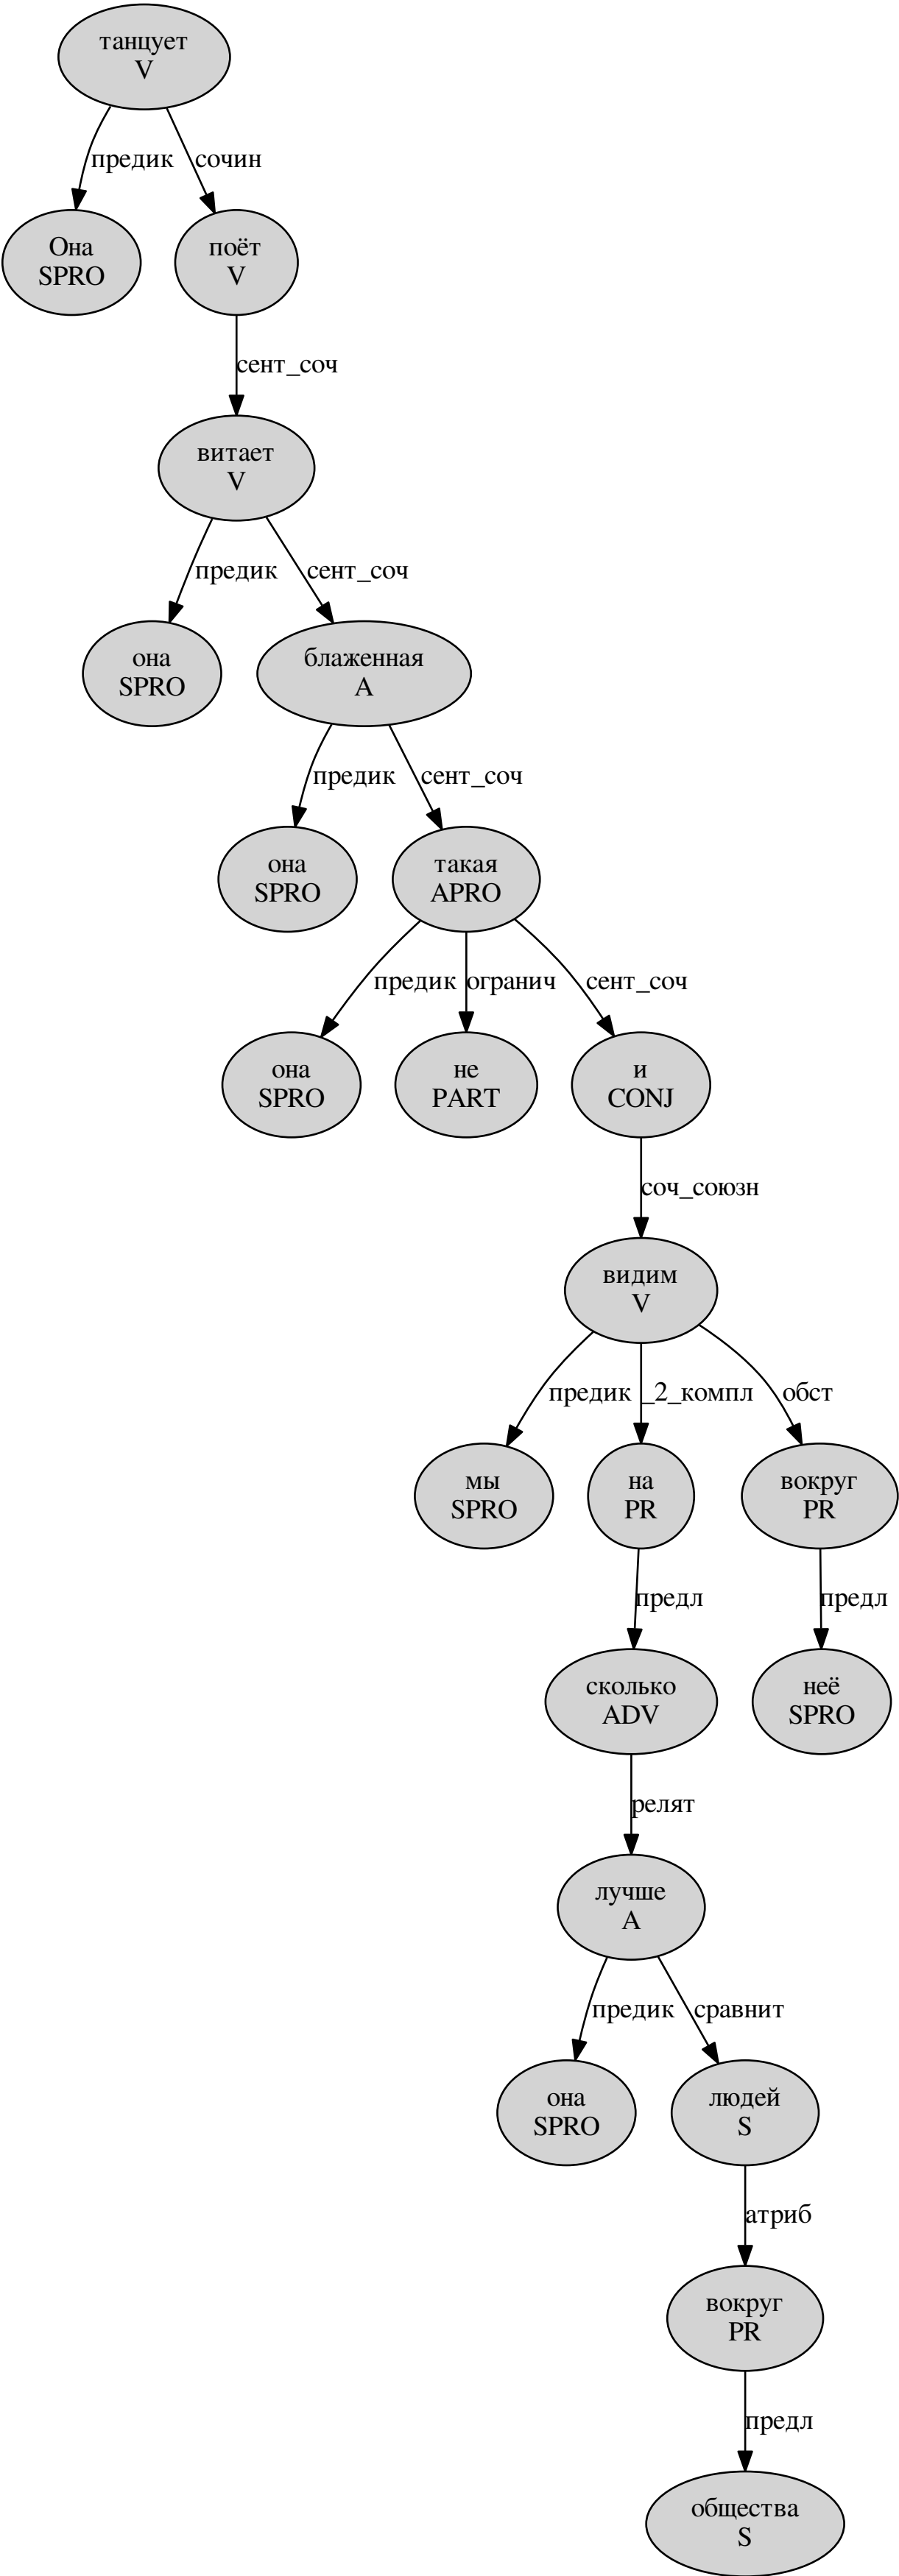 танцует
V
предик
сочин
Она
SPRO
поёт
V
сент_соч
витает
V
предик
сент_соч
она
SPRO
блаженная
A
предик
сент_соч
она
SPRO
такая
APRO
предик
огранич
сент_соч
она
SPRO
не
PART
и
CONJ
соч_союзн
видим
V
предик
_2_компл
обст
мы
SPRO
на
PR
вокруг
PR
предл
предл
сколько
ADV
неё
SPRO
релят
лучше
A
предик
сравнит
она
SPRO
людей
S
атриб
вокруг
PR
предл
общества
S